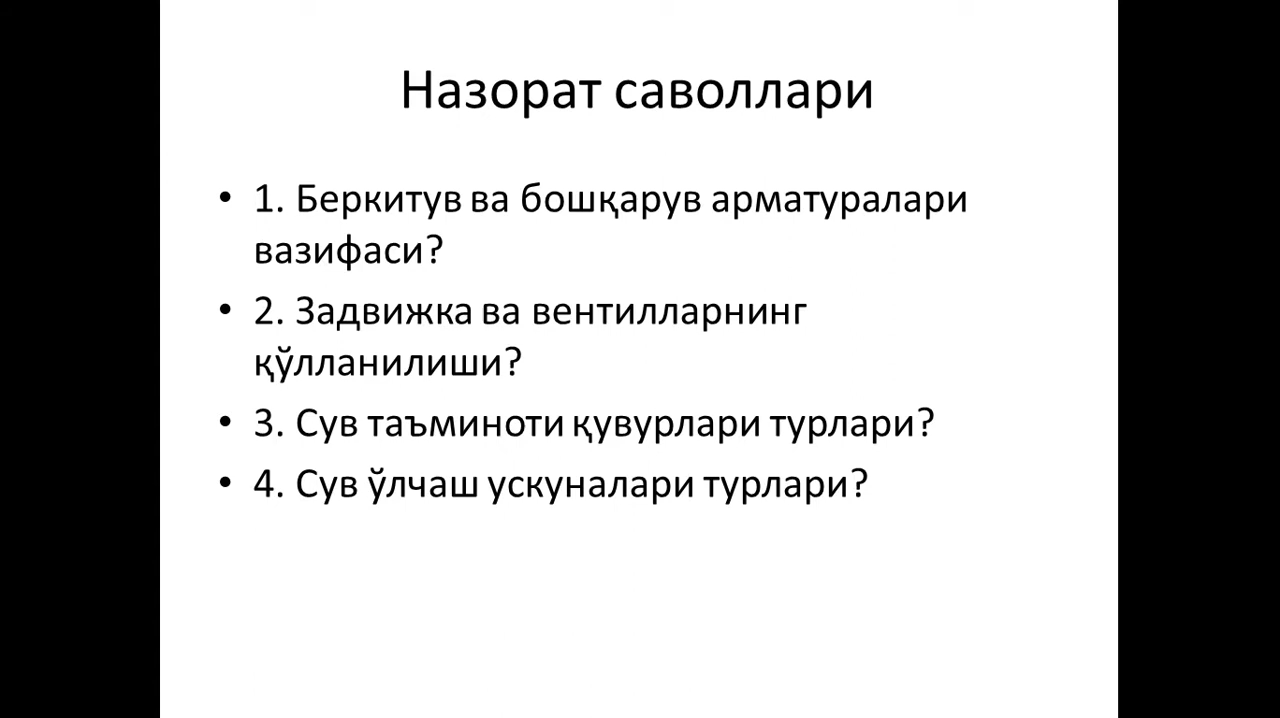 Назорат саволлари
• 1. Беркитув ва бошқарув арматуралари
вазифаси?
• 2. Задвижка ва вентилларнинг
қўлланилиши?
• 3. Сув таъминоти қувурлари турлари?
• 4. Сув ўлчаш ускуналари турлари?